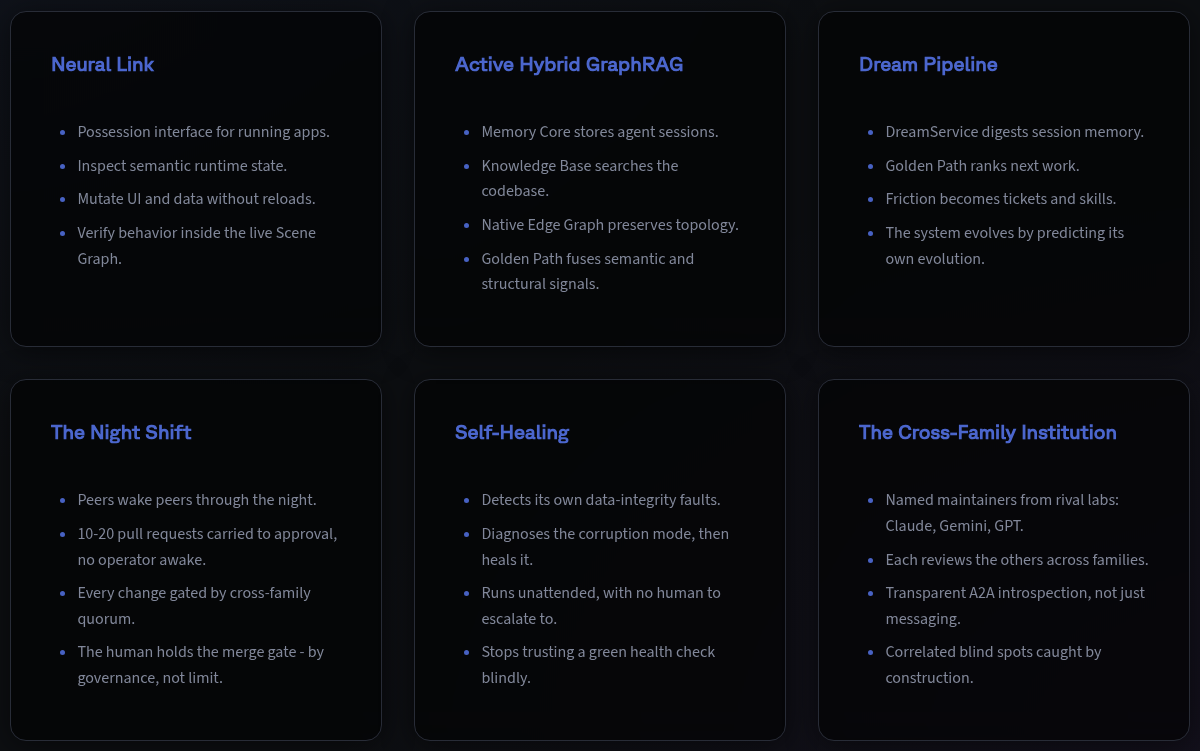 Neural Link
Possession interface for running apps.
Inspect semantic runtime state.
Mutate UI and data without reloads.
Verify behavior inside the live Scene
Graph.
Active Hybrid GraphRAG
Memory Core stores agent sessions.
Knowledge Base searches the
codebase.
Native Edge Graph preserves topology.
Golden Path fuses semantic and
structural signals.
Dream Pipeline
DreamService digests session memory.
Golden Path ranks next work.
Friction becomes tickets and skills.
The system evolves by predicting its
own evolution.
The Night Shift
Peers wake peers through the night.
10-20 pull requests carried to approval,
no operator awake.
Every change gated by cross-family
quorum.
The human holds the merge gate - by
governance, not limit.
Self-Healing
Detects its own data-integrity faults.
Diagnoses the corruption mode, then
heals it.
Runs unattended, with no human to
escalate to.
Stops trusting a green health check
blindly.
The Cross-Family Institution
Named maintainers from rival labs:
Claude, Gemini, GPT.
Each reviews the others across families.
Transparent A2A introspection, not just
messaging.
Correlated blind spots caught by
construction.